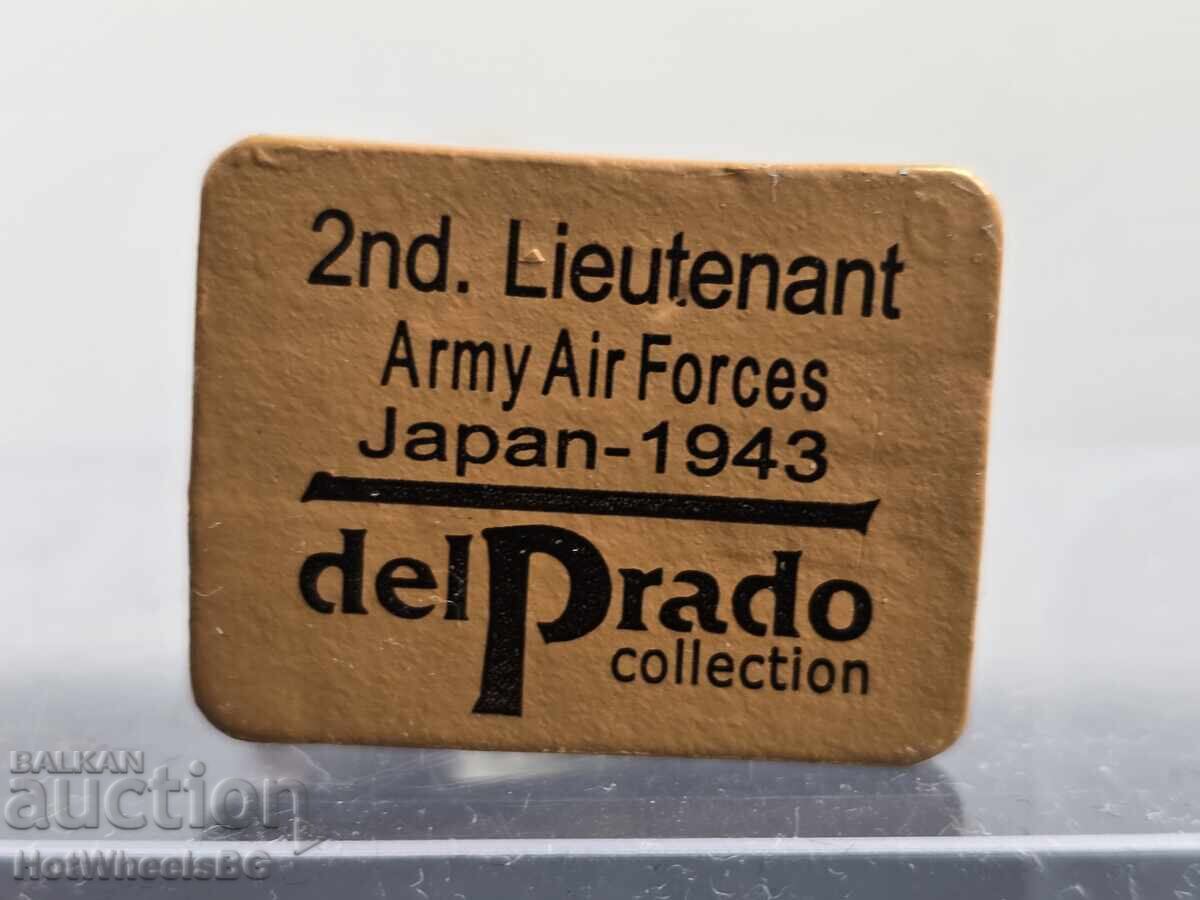 2nd. Lieutenant
Army Air Forces
Japan-1943
delPrado
collection
BALKAN
auction
HotWheelsBG